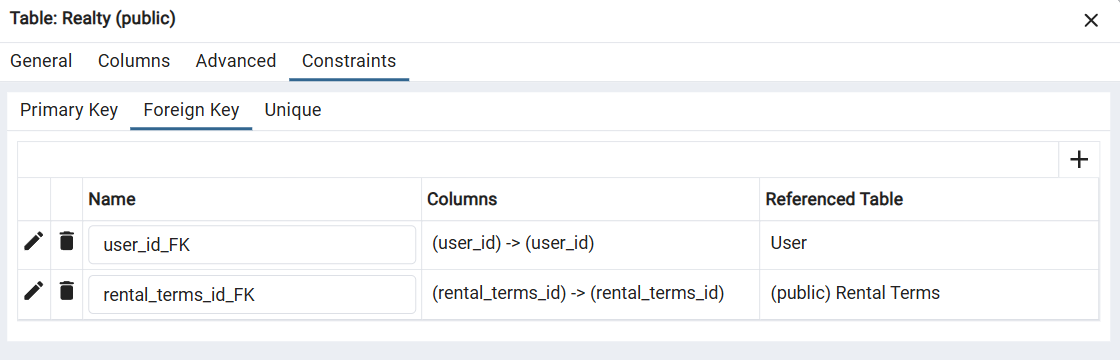 Table: Realty (public)
General Columns Advanced Constraints
Primary Key Foreign Key Unique
Name Columns Referenced Table
user_id_FK (user_id) -> (user_id) User
rental_terms_id_FK (rental_terms_id) -> (rental_terms_id) (public) Rental Terms